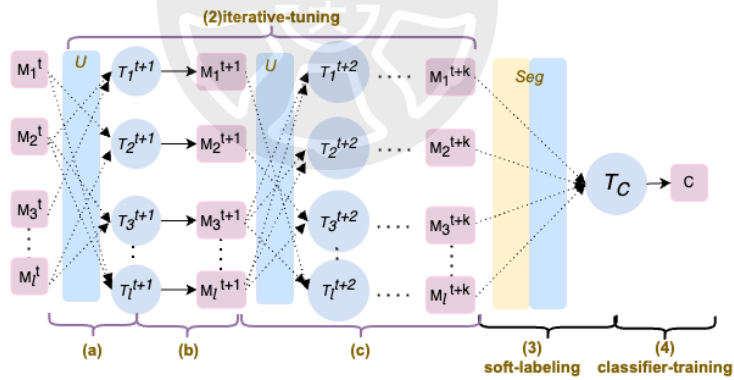 (2)iterative-tuning
U
U
Seg
M₁ᵗ T₁ᵗ⁺¹ M₁ᵗ⁺¹ T₁ᵗ⁺² .... M₁ᵗ⁺ᵏ
M₂ᵗ T₂ᵗ⁺¹ M₂ᵗ⁺¹ T₂ᵗ⁺² .... M₂ᵗ⁺ᵏ
T_C C
M₃ᵗ T₃ᵗ⁺¹ M₃ᵗ⁺¹ T₃ᵗ⁺² .... M₃ᵗ⁺ᵏ
Mₗᵗ Tₗᵗ⁺¹ Mₗᵗ⁺¹ Tₗᵗ⁺² .... Mₗᵗ⁺ᵏ
(a) (b) (c) (3) (4)
soft-labeling classifier-training